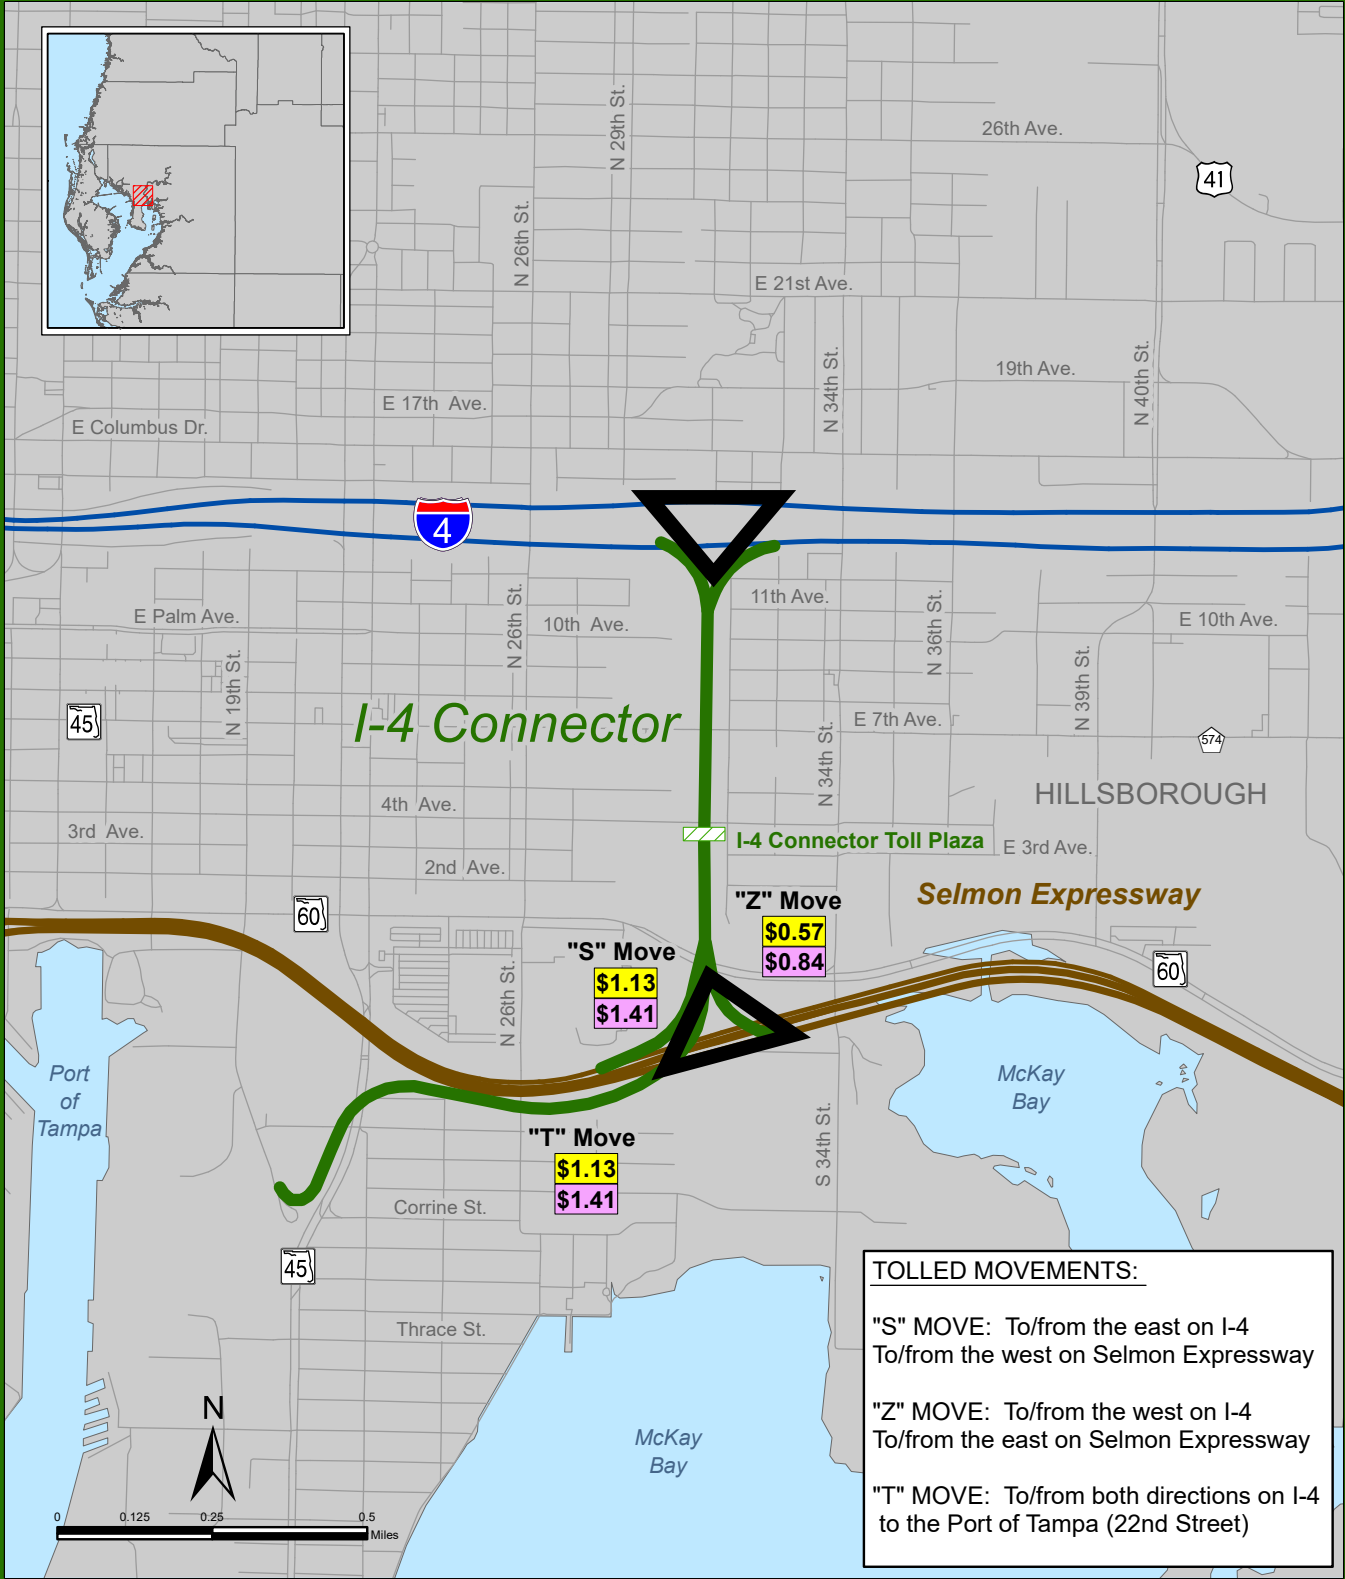 N 29th St.
26th Ave.
41
N 26th St.
E 21st Ave.
N 34th St.
19th Ave.
N 40th St.
E 17th  Ave.
E Columbus Dr.
4
11th Ave.
E Palm Ave.
N 26th St.
10th  Ave.
N 36th St.
E 10th Ave.
N 19th St.
N 39th St.
45
I-4 Connector
E 7th Ave.
N 34th St.
574
HILLSBOROUGH
4th  Ave.
3rd  Ave.
I-4 Connector Toll Plaza
E 3rd Ave.
2nd  Ave.
Selmon Expressway
60
"Z" Move
$0.57
$0.84
"S" Move
$1.13
$1.41
60
N 26th St.
Port
of
Tampa
McKay
Bay
"T" Move
$1.13
$1.41
S 34th St.
Corrine St.
45
Thrace St.
McKay
Bay
N
0
0.125
0.25
0.5
Miles
TOLLED MOVEMENTS:
"S" MOVE:  To/from the east on I-4
To/from the west on Selmon Expressway
"Z" MOVE:  To/from the west on I-4
To/from the east on Selmon Expressway
"T" MOVE:  To/from both directions on I-4
to the Port of Tampa (22nd Street)